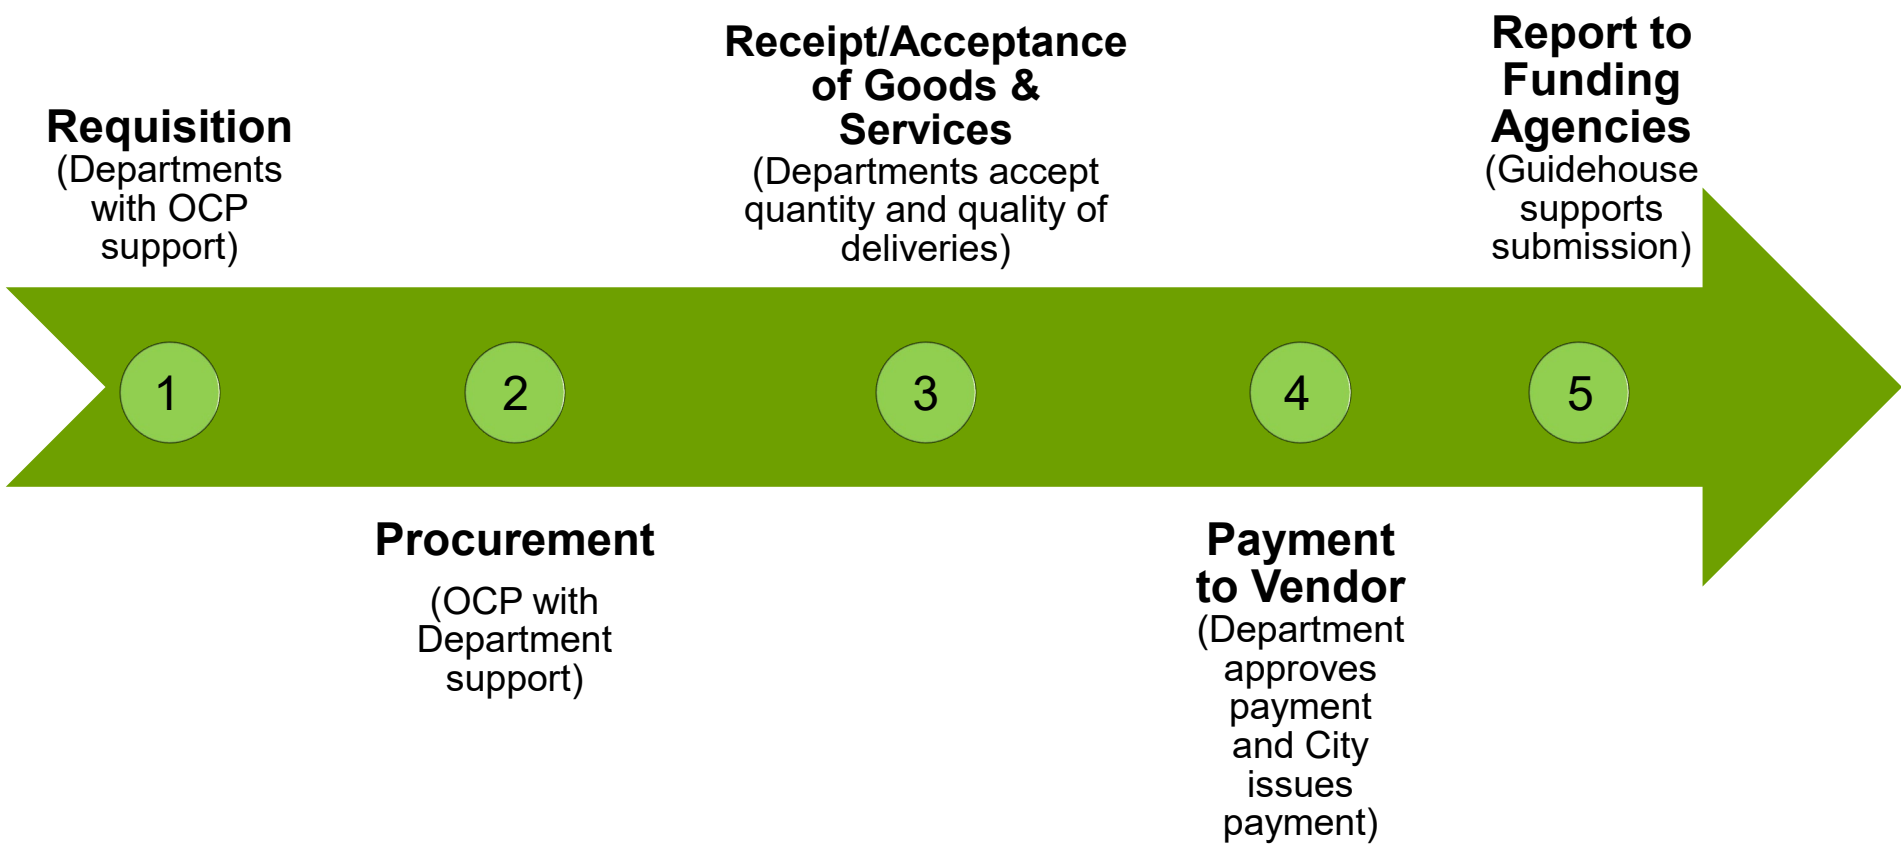 Requisition
(Departments
with OCP
support)
1
Procurement
(OCP with
Department
support)
2
Receipt/Acceptance
of Goods &
Services
(Departments accept
quantity and quality of
deliveries)
3
Payment
to Vendor
(Department
approves
payment
and City
issues
payment)
4
Report to
Funding
Agencies
(Guidehouse
supports
submission)
5